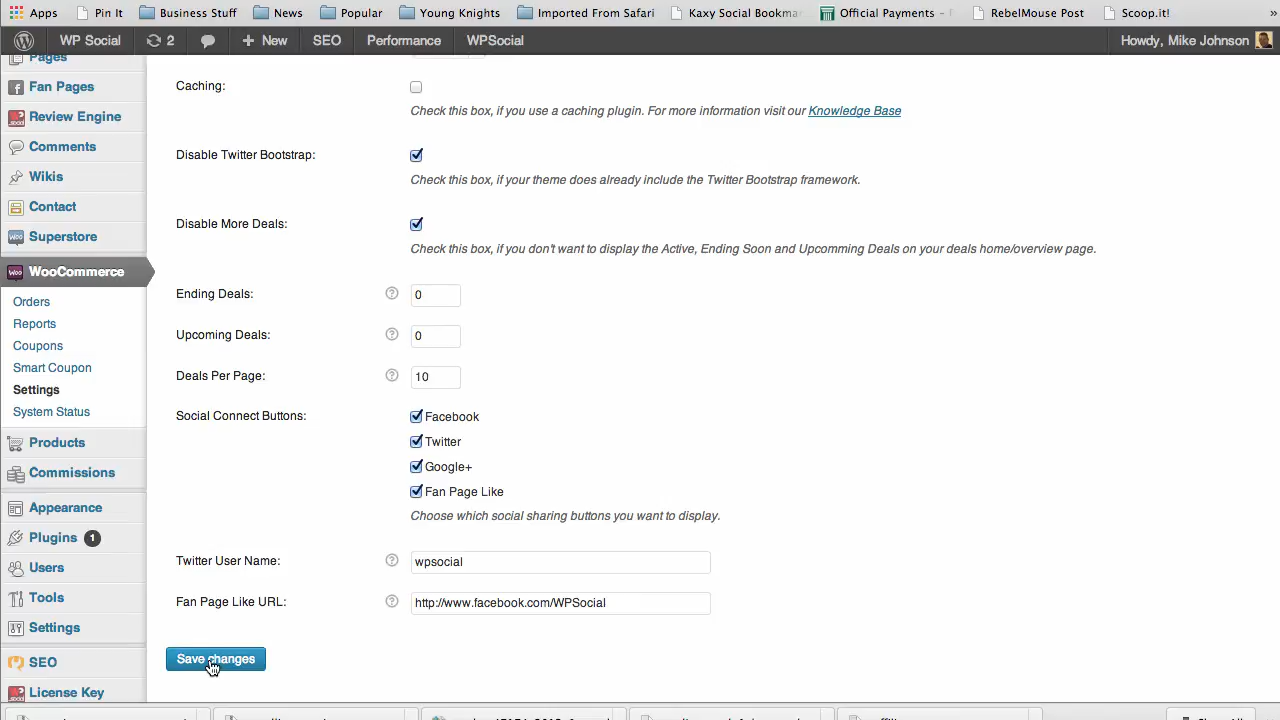 Apps Pin It Business Stuff News Popular Young Knights Imported From Safari Kaxy Social Bookmar Official Payments - RebelMouse Post Scoop.it! »
WP Social 2 New SEO Performance WPSocial Howdy, Mike Johnson
Pages
Fan Pages
Review Engine
Comments
Wikis
Contact
Superstore
WooCommerce
Orders
Reports
Coupons
Smart Coupon
Settings
System Status
Products
Commissions
Appearance
Plugins 1
Users
Tools
Settings
SEO
License Key
Caching:
Check this box, if you use a caching plugin. For more information visit our Knowledge Base
Disable Twitter Bootstrap:
Check this box, if your theme does already include the Twitter Bootstrap framework.
Disable More Deals:
Check this box, if you don't want to display the Active, Ending Soon and Upcomming Deals on your deals home/overview page.
Ending Deals: ? 0
Upcoming Deals: ? 0
Deals Per Page: ? 10
Social Connect Buttons: Facebook
Twitter
Google+
Fan Page Like
Choose which social sharing buttons you want to display.
Twitter User Name: ? wpsocial
Fan Page Like URL: ? http://www.facebook.com/WPSocial
Save changes